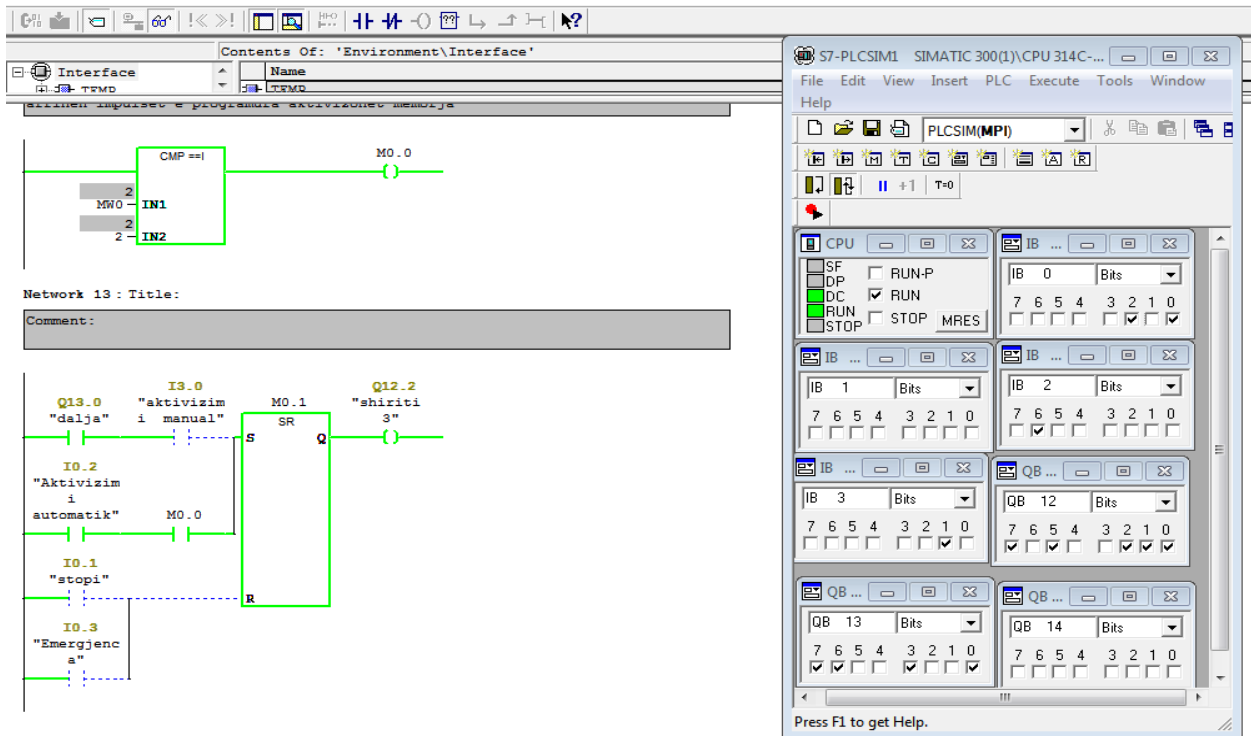 Contents Of: 'Environment\Interface'
Interface
Name
TEMP
TEMP
arrihen impulset e programura aktivizohet memorja
CMP ==I
M0.0
2
MW0 IN1
2
2 IN2
Network 13 : Title:
Comment:
I3.0
Q12.2
Q13.0
"aktivizim
M0.1
"shiriti
"dalja"
i manual"
SR
3"
S
Q
I0.2
"Aktivizim
i
automatik"
M0.0
I0.1
"stopi"
R
I0.3
"Emergjenc
a"
S7-PLCSIM1 SIMATIC 300(1)\CPU 314C-...
File Edit View Insert PLC Execute Tools Window
Help
PLCSIM(MPI)
+1 T=0
CPU
SF
DP
DC
RUN
STOP
RUN-P
RUN
STOP
MRES
IB ...
IB 0 Bits
7 6 5 4 3 2 1 0
IB ...
IB 1 Bits
7 6 5 4 3 2 1 0
IB ...
IB 2 Bits
7 6 5 4 3 2 1 0
IB ...
IB 3 Bits
7 6 5 4 3 2 1 0
QB ...
QB 12 Bits
7 6 5 4 3 2 1 0
QB ...
QB 13 Bits
7 6 5 4 3 2 1 0
QB ...
QB 14 Bits
7 6 5 4 3 2 1 0
Press F1 to get Help.